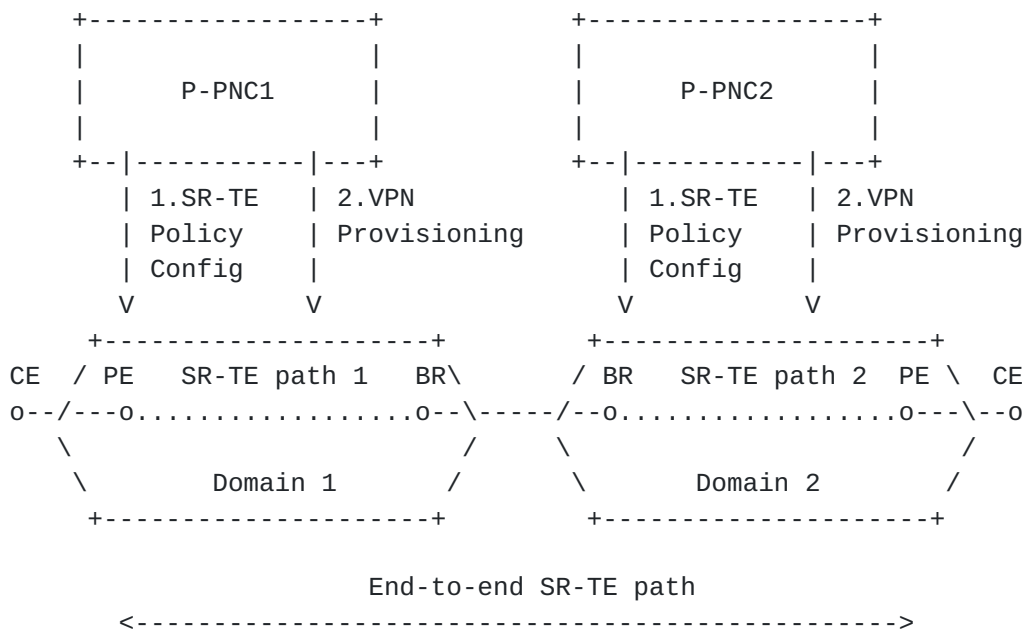 P-PNC1 P-PNC2
1.SR-TE 2.VPN 1.SR-TE 2.VPN
Policy Provisioning Policy Provisioning
Config Config
V V V V
CE PE SR-TE path 1 BR BR SR-TE path 2 PE CE
o o o o o o
Domain 1 Domain 2
End-to-end SR-TE path